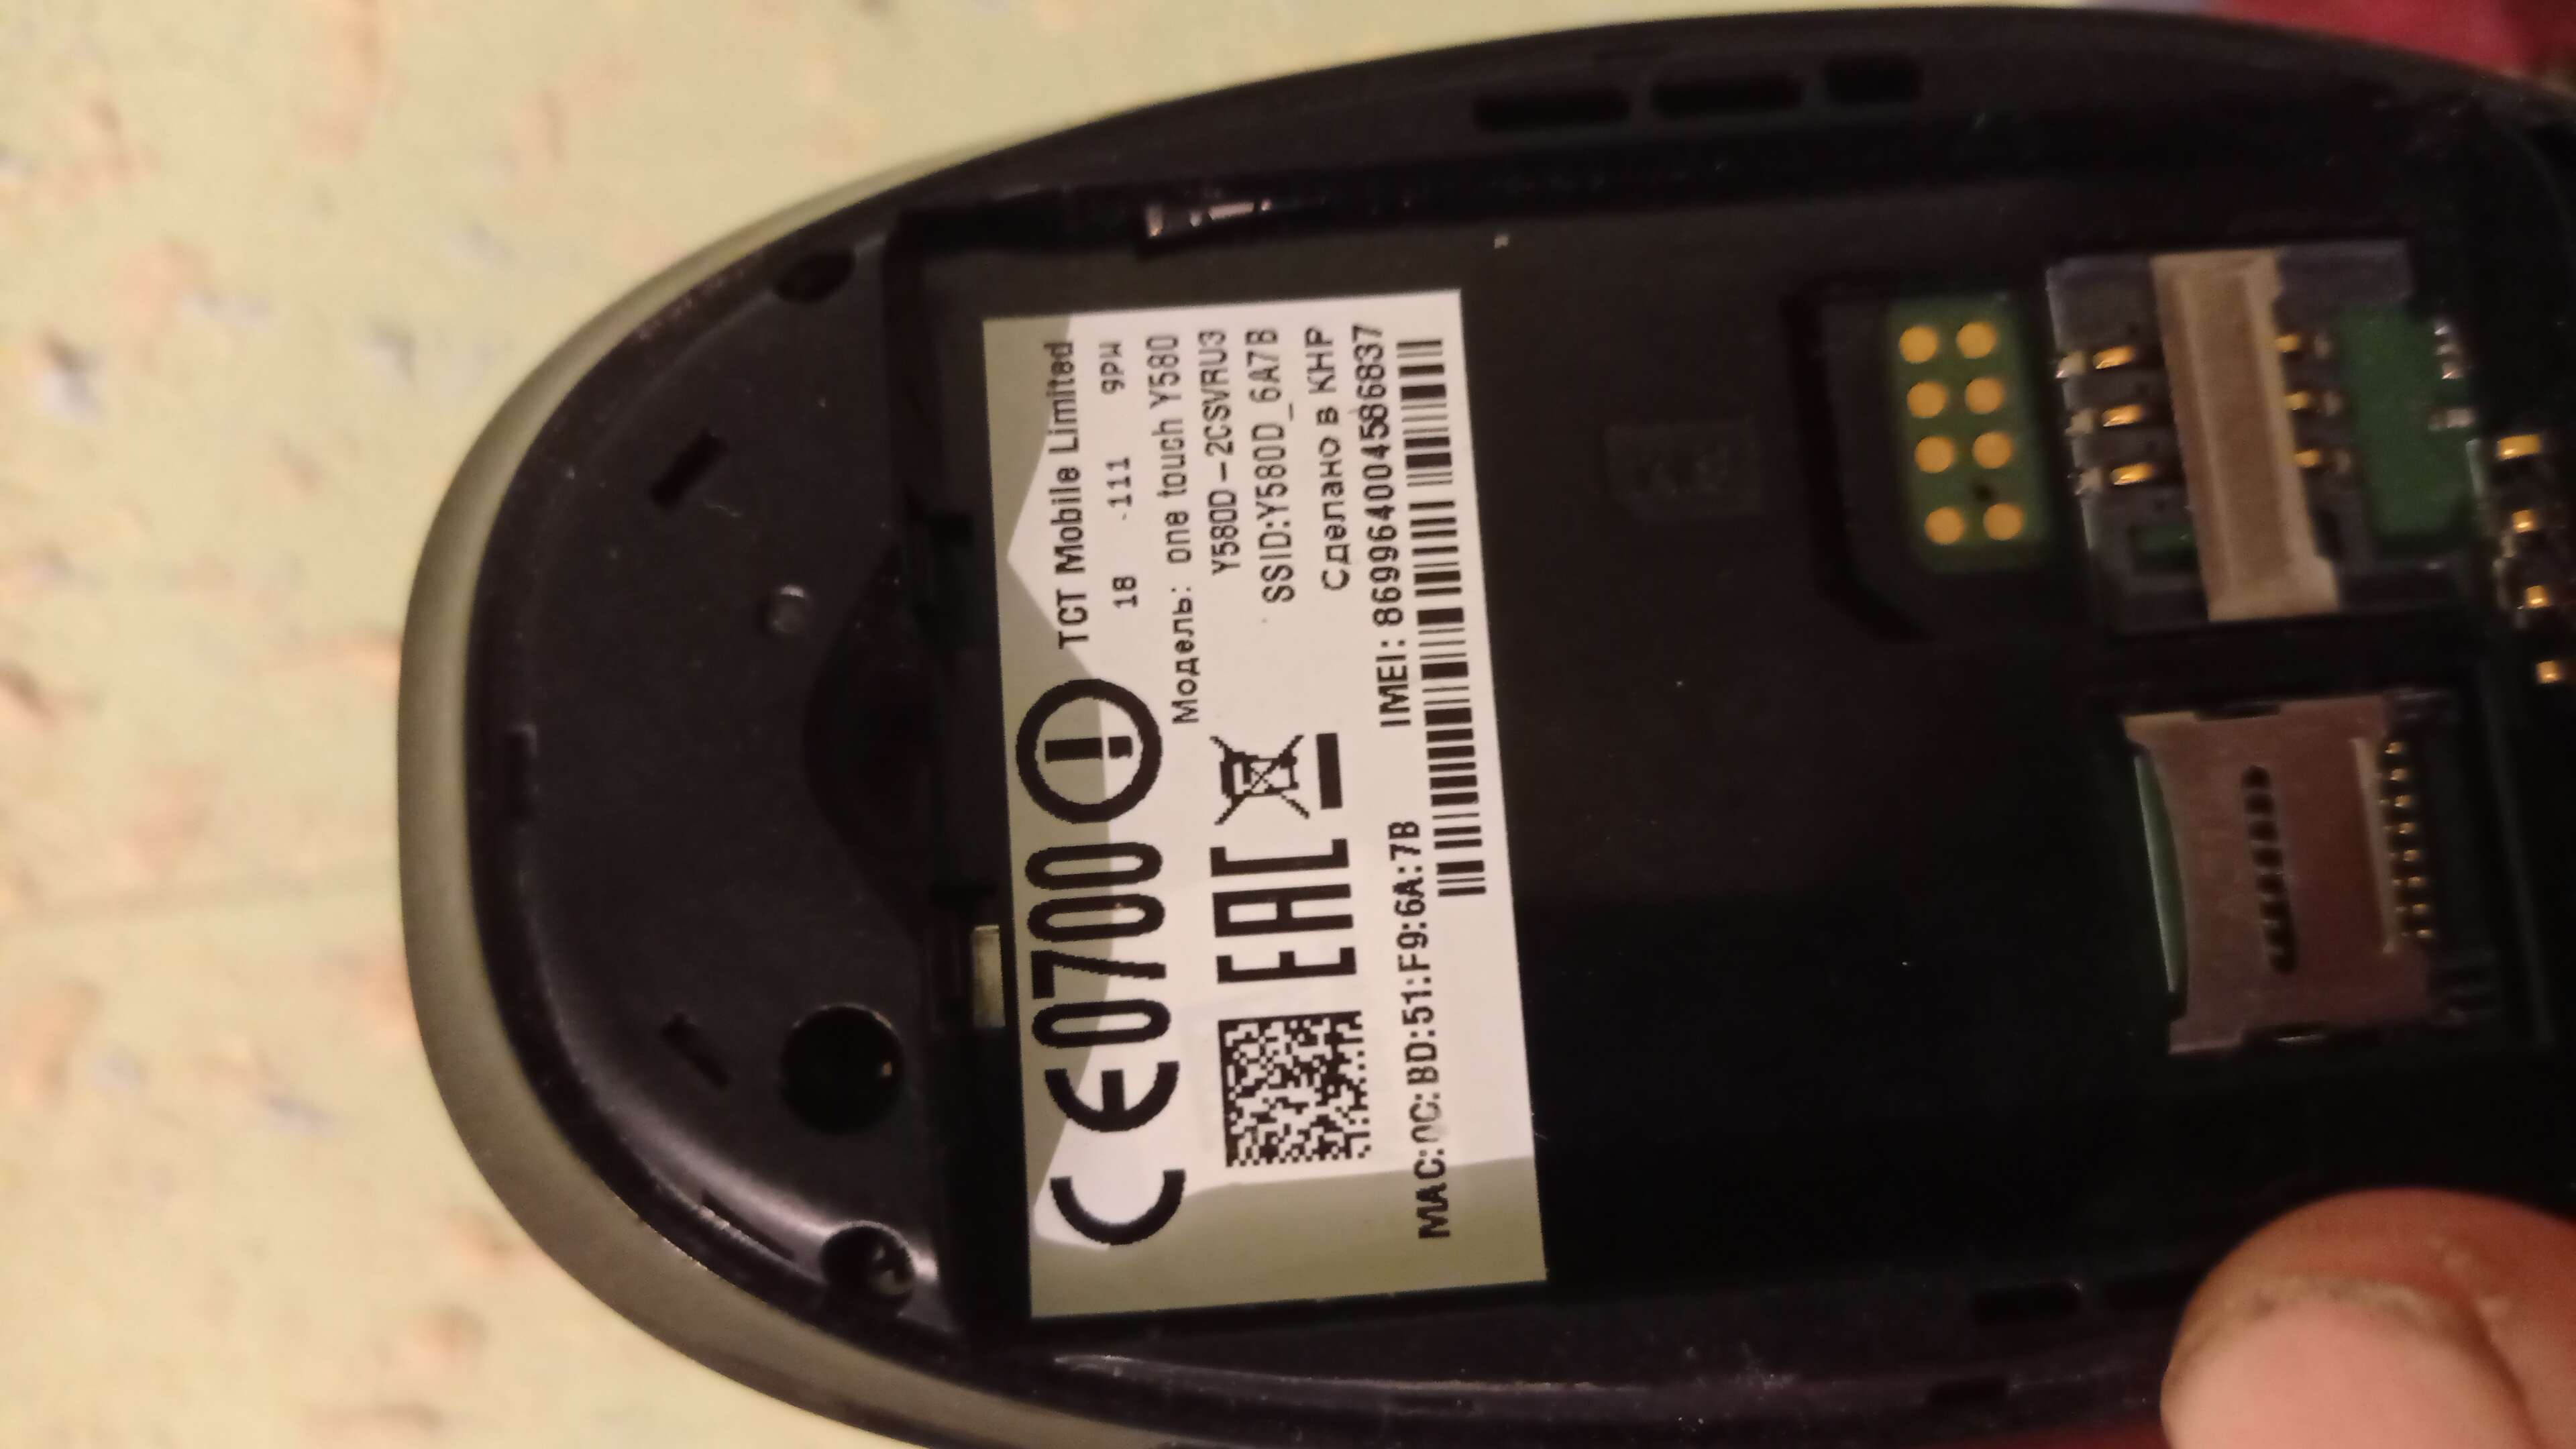 CE0700
TCT Mobile Limited
18 -111 9PW
Модель: one touch Y580
Y580D-2CSVRU3
EAC
SSID:Y580D_6A7B
Сделано в КНР
IMEI: 869964004586837
MAC: 0C:BD:51:F9:6A:7B